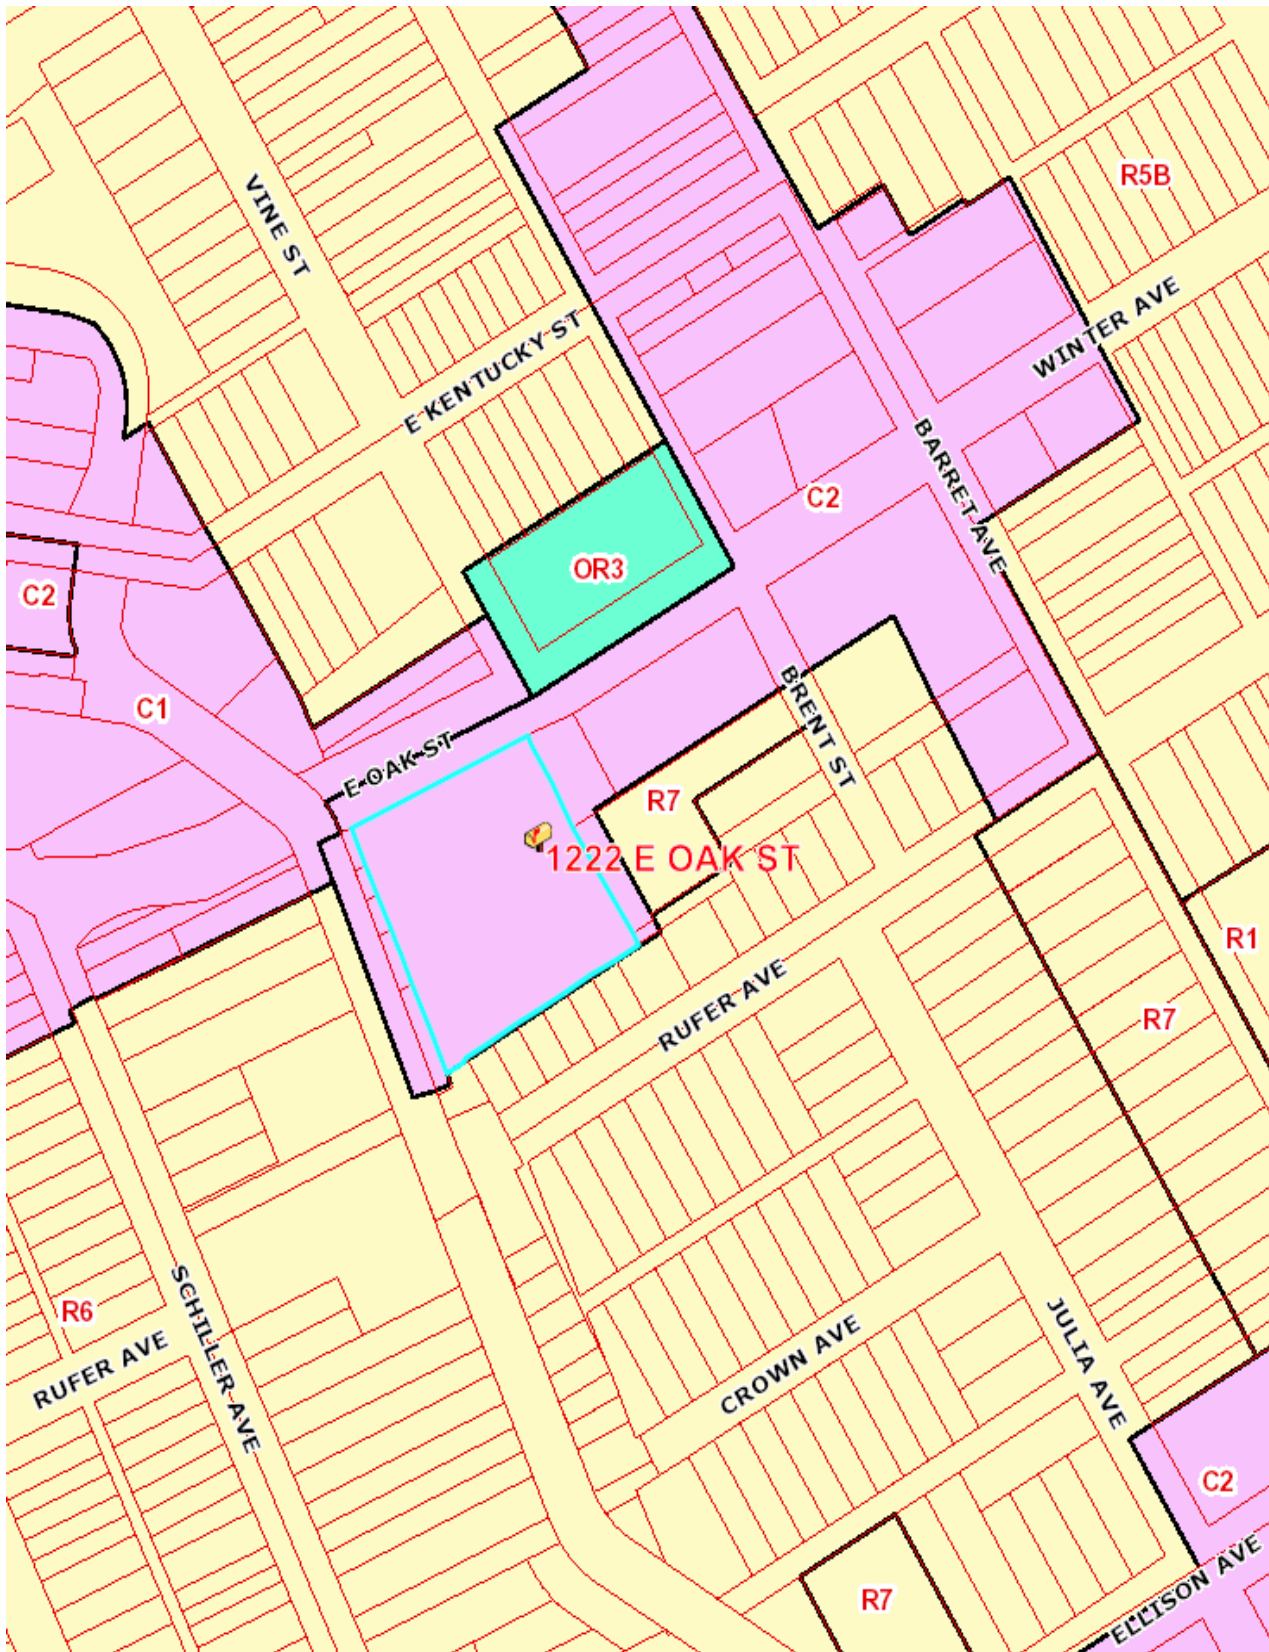 R5B
VINE ST
WINTER AVE
E KENTUCKY ST
BARRET AVE
C2
OR3
C2
C1
BRENT ST
E OAK ST
R7
1222 E OAK ST
R1
RUFER AVE
R7
R6
SCHILLER AVE
RUFER AVE
CROWN AVE
JULIA AVE
C2
R7
ELLISON AVE